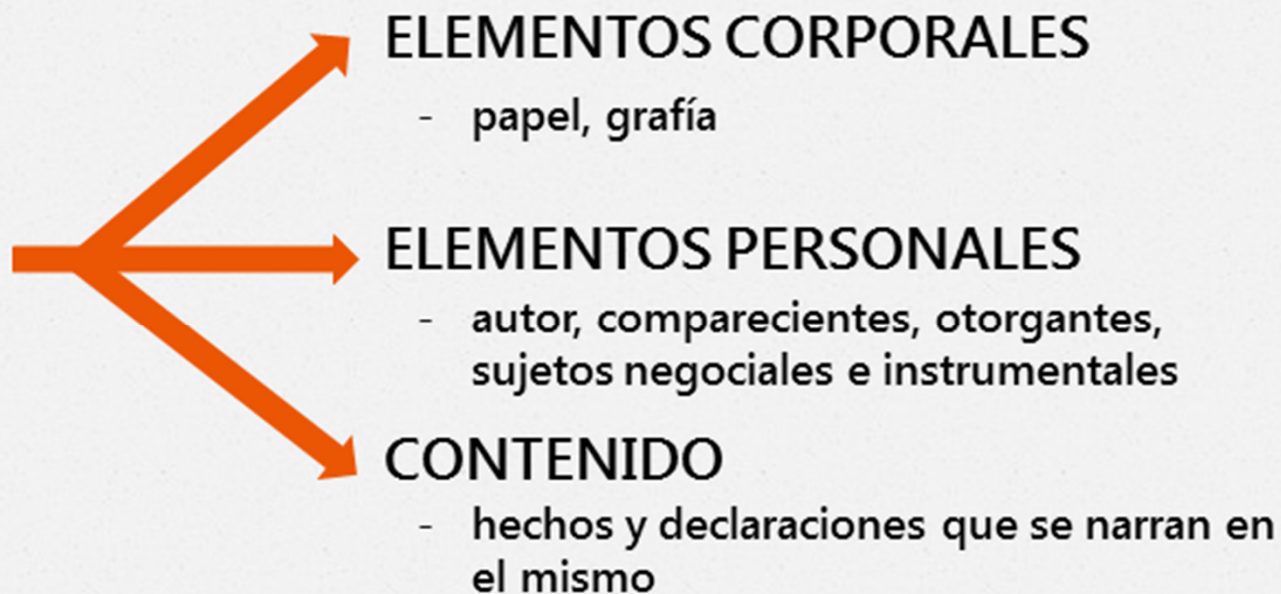 ELEMENTOS CORPORALES
- papel, grafía
ELEMENTOS PERSONALES
- autor, comparecientes, otorgantes,
sujetos negociales e instrumentales
CONTENIDO
- hechos y declaraciones que se narran en
el mismo